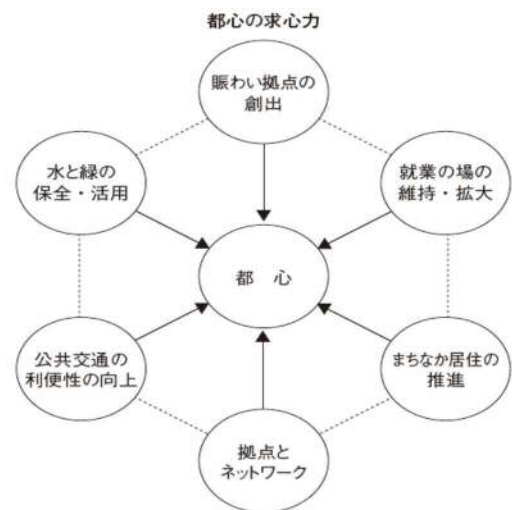 都心の求心力
賑わい拠点の
創出
水と緑の
保全・活用
就業の場の
維持・拡大
都 心
公共交通の
利便性の向上
まちなか居住の
推進
拠点と
ネットワーク